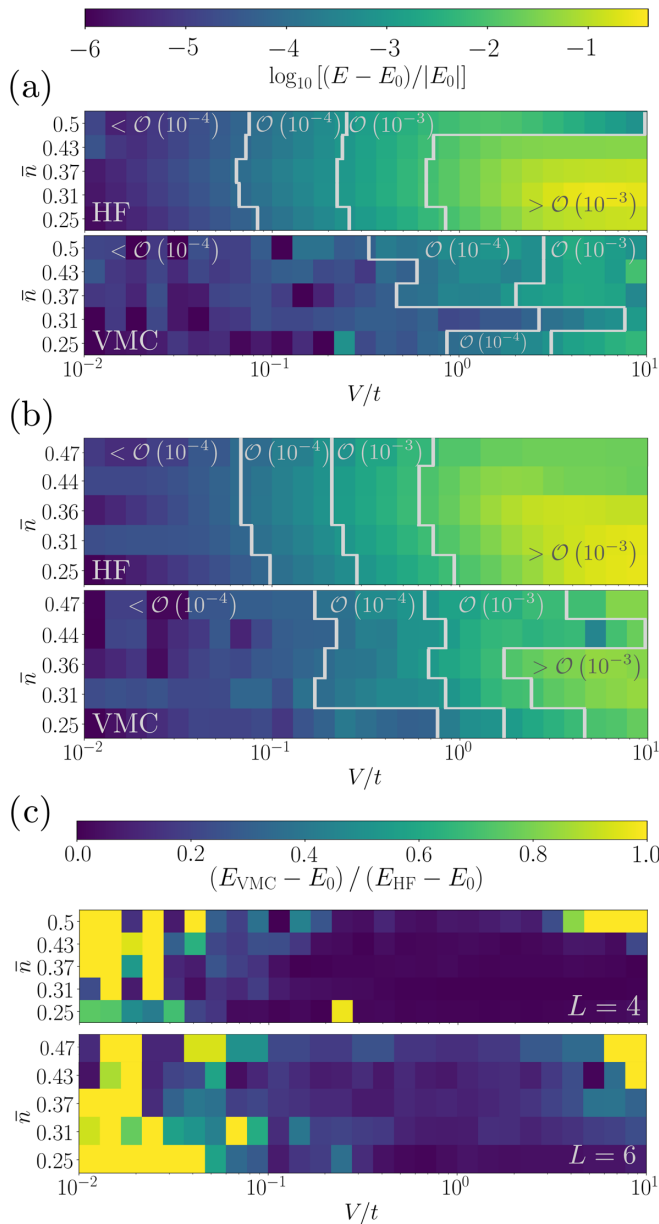 −6 −5 −4 −3 −2 −1
log₁₀ [(E − E₀)/|E₀|]
(a)
< 𝒪 (10⁻⁴) 𝒪 (10⁻⁴) 𝒪 (10⁻³)
0.5
0.43
n̄ 0.37
0.31
0.25
> 𝒪 (10⁻³)
HF
< 𝒪 (10⁻⁴) 𝒪 (10⁻⁴) 𝒪 (10⁻³)
0.5
0.43
n̄ 0.37
0.31
0.25
VMC 𝒪 (10⁻⁴)
10⁻² 10⁻¹ 10⁰ 10¹
V/t
(b)
< 𝒪 (10⁻⁴) 𝒪 (10⁻⁴) 𝒪 (10⁻³)
0.47
0.44
n̄ 0.36
0.31
0.25
> 𝒪 (10⁻³)
HF
< 𝒪 (10⁻⁴) 𝒪 (10⁻⁴) 𝒪 (10⁻³)
0.47
0.44
n̄ 0.36
0.31
0.25
> 𝒪 (10⁻³)
VMC
10⁻² 10⁻¹ 10⁰ 10¹
V/t
(c)
0.0 0.2 0.4 0.6 0.8 1.0
(E_VMC − E₀) / (E_HF − E₀)
0.5
0.43
n̄ 0.37
0.31
0.25
L = 4
0.47
0.43
n̄ 0.37
0.31
0.25
L = 6
10⁻² 10⁻¹ 10⁰ 10¹
V/t